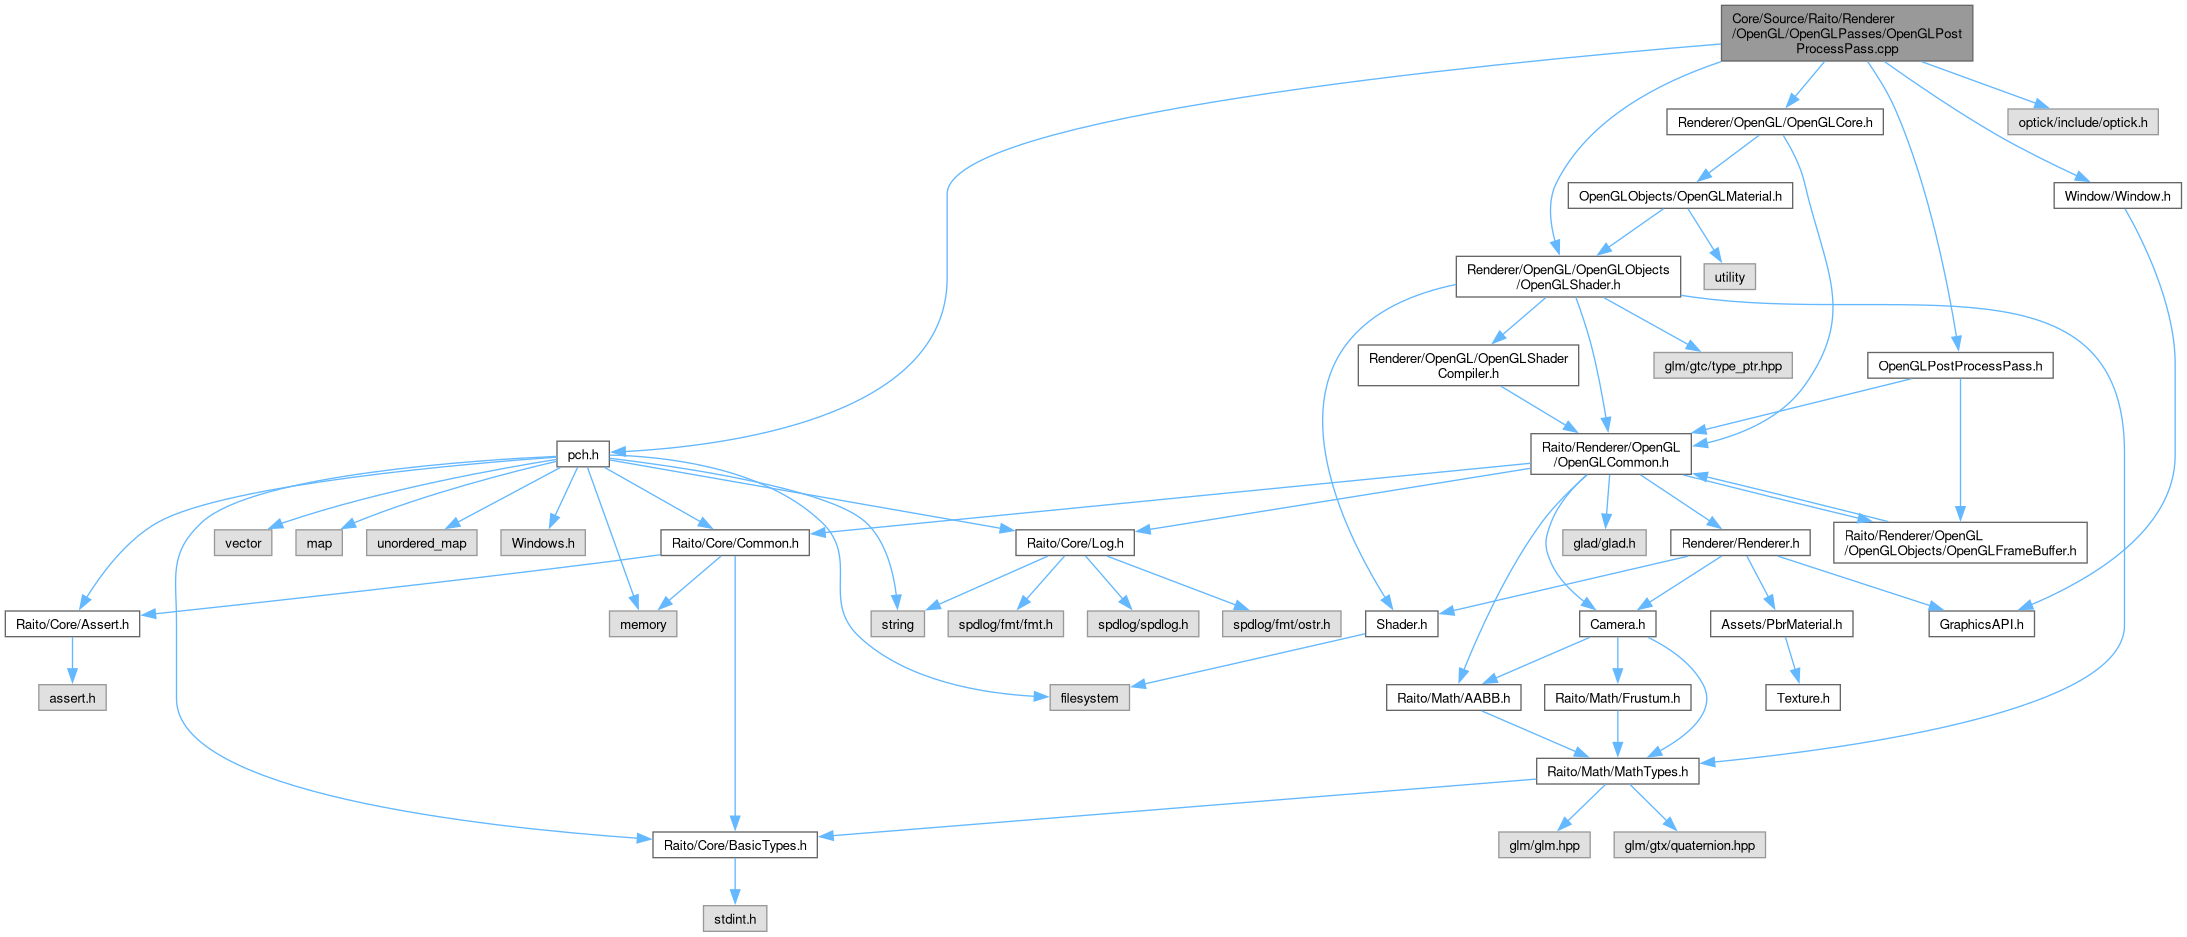 Core/Source/Raito/Renderer
/OpenGL/OpenGLPasses/OpenGLPost
ProcessPass.cpp
Renderer/OpenGL/OpenGLCore.h
optick/include/optick.h
OpenGLObjects/OpenGLMaterial.h
Window/Window.h
Renderer/OpenGL/OpenGLObjects
/OpenGLShader.h
utility
Renderer/OpenGL/OpenGLShader
Compiler.h
glm/gtc/type_ptr.hpp
OpenGLPostProcessPass.h
pch.h
Raito/Renderer/OpenGL
/OpenGLCommon.h
vector
map
unordered_map
Windows.h
Raito/Core/Common.h
Raito/Core/Log.h
glad/glad.h
Renderer/Renderer.h
Raito/Renderer/OpenGL
/OpenGLObjects/OpenGLFrameBuffer.h
Raito/Core/Assert.h
memory
string
spdlog/fmt/fmt.h
spdlog/spdlog.h
spdlog/fmt/ostr.h
Shader.h
Camera.h
Assets/PbrMaterial.h
GraphicsAPI.h
assert.h
filesystem
Raito/Math/AABB.h
Raito/Math/Frustum.h
Texture.h
Raito/Math/MathTypes.h
Raito/Core/BasicTypes.h
glm/glm.hpp
glm/gtx/quaternion.hpp
stdint.h